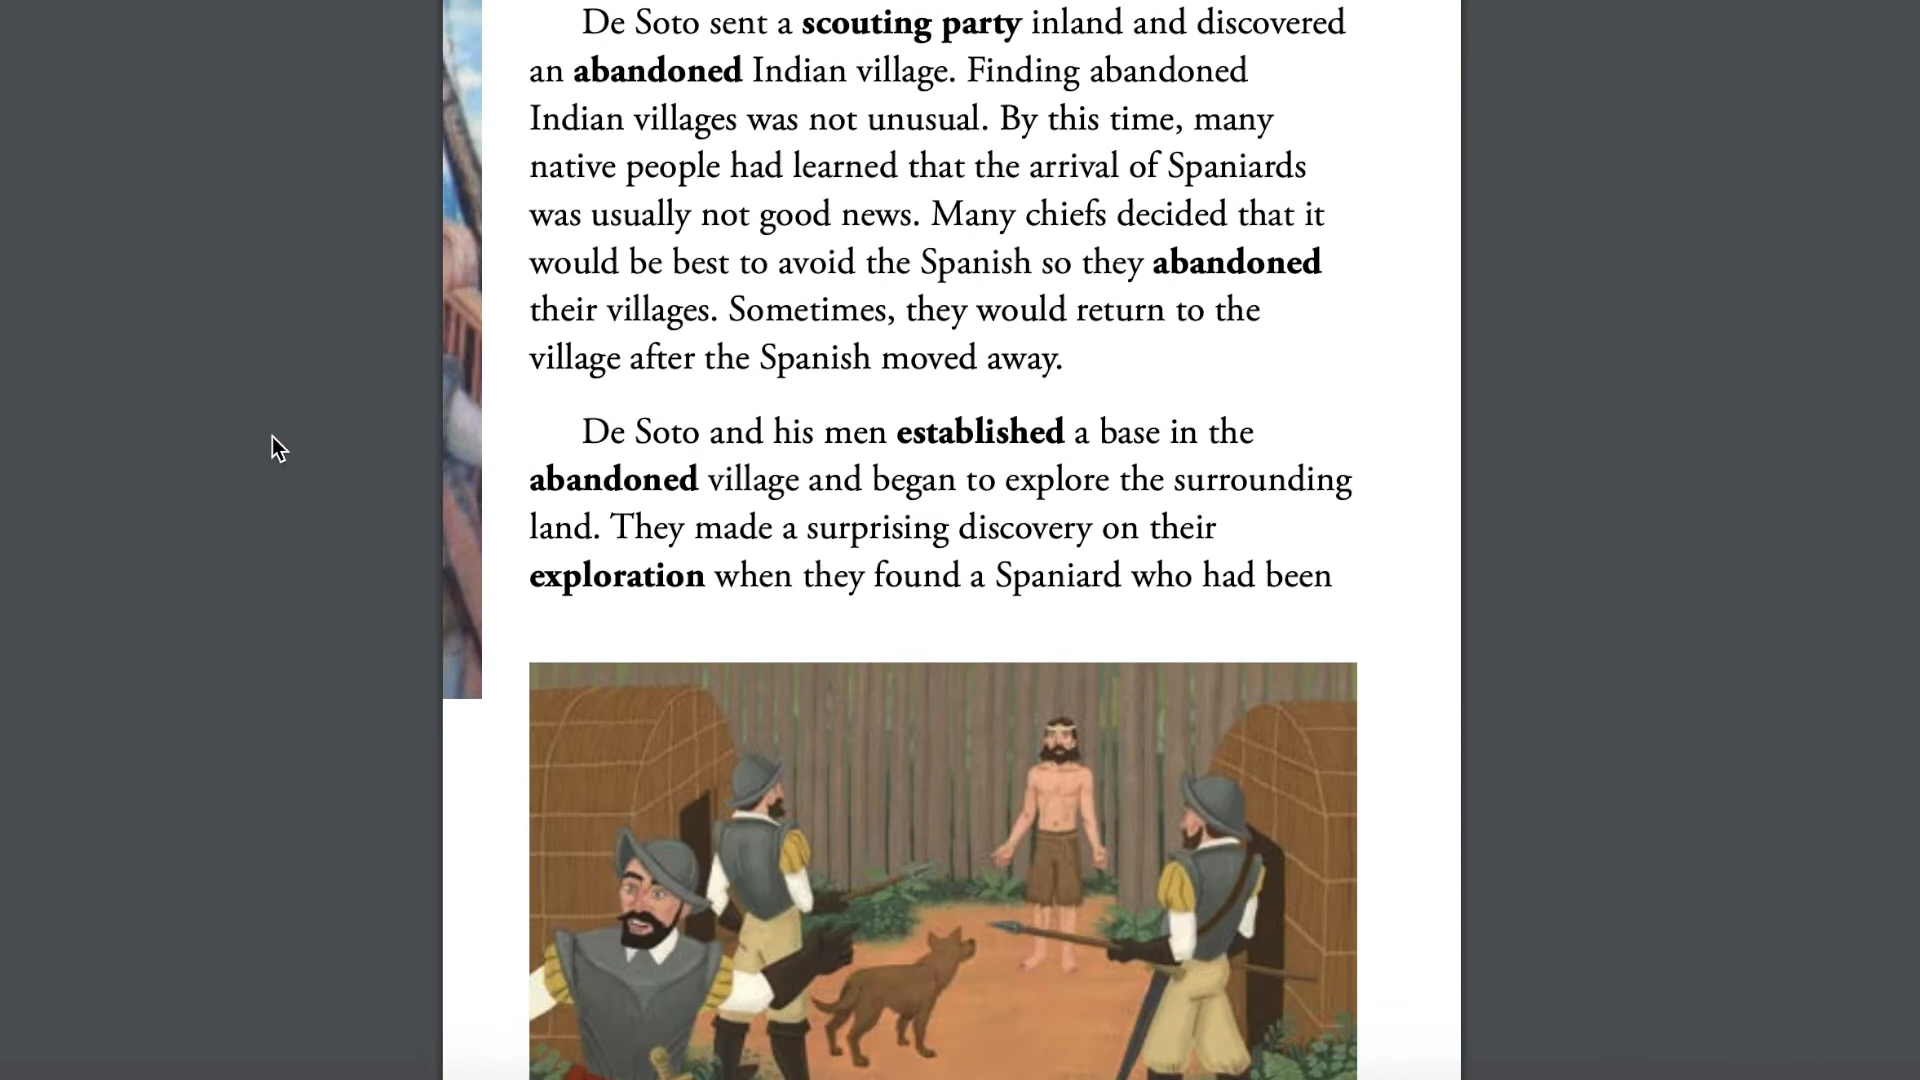 De Soto sent a scouting party inland and discovered
an abandoned Indian village. Finding abandoned
Indian villages was not unusual. By this time, many
native people had learned that the arrival of Spaniards
was usually not good news. Many chiefs decided that it
would be best to avoid the Spanish so they abandoned
their villages. Sometimes, they would return to the
village after the Spanish moved away.
De Soto and his men established a base in the
abandoned village and began to explore the surrounding
land. They made a surprising discovery on their
exploration when they found a Spaniard who had been